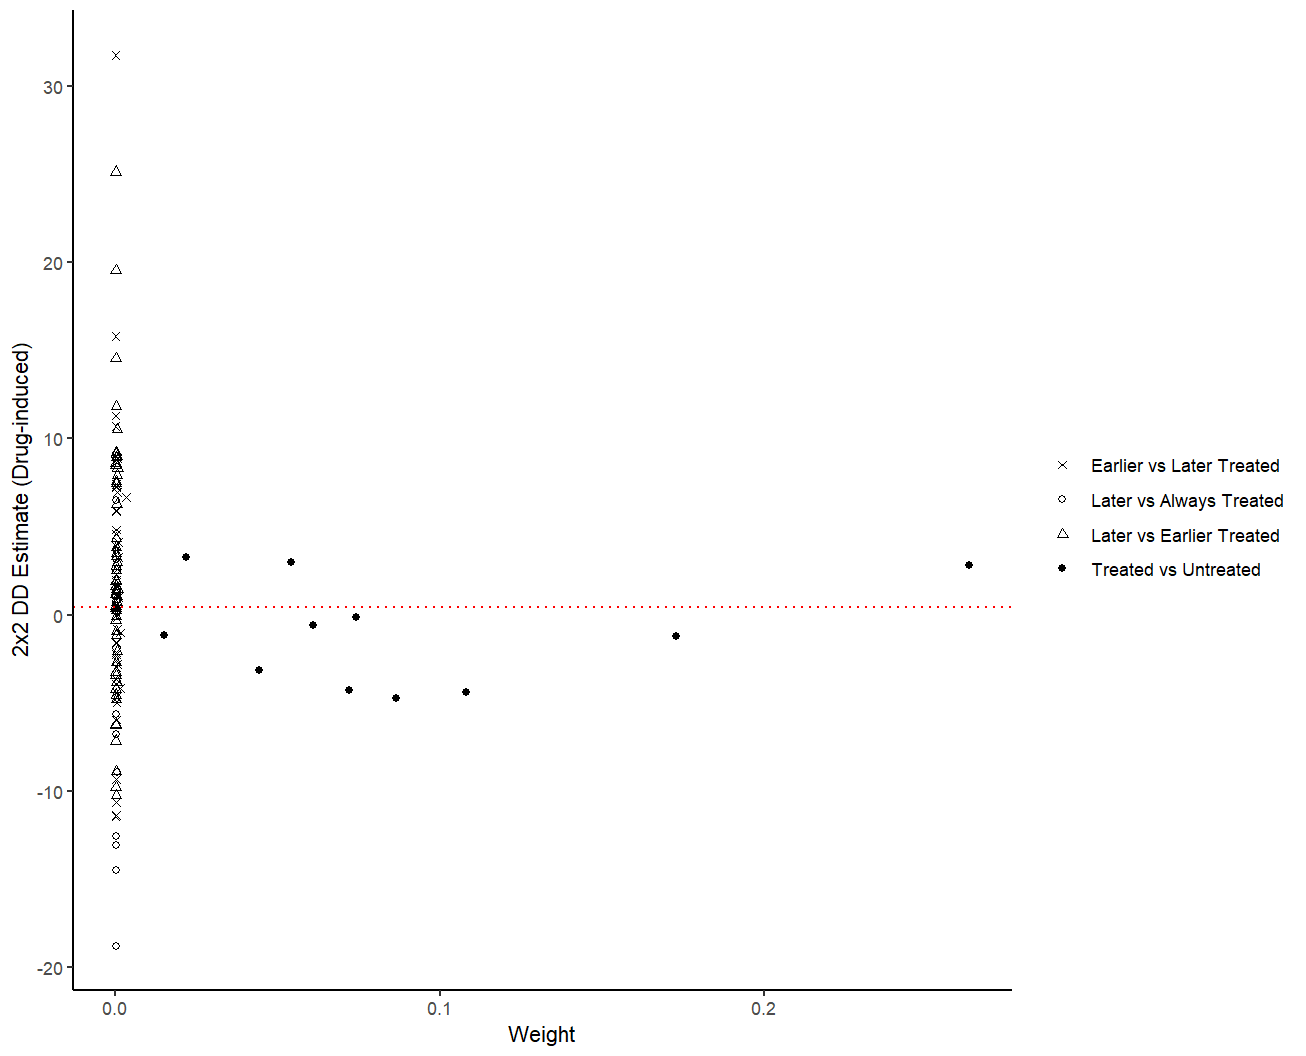 2x2 DD Estimate (Drug-induced)
30
20
10
0
-10
-20
0.0
0.1
0.2
Weight
Earlier vs Later Treated
Later vs Always Treated
Later vs Earlier Treated
Treated vs Untreated